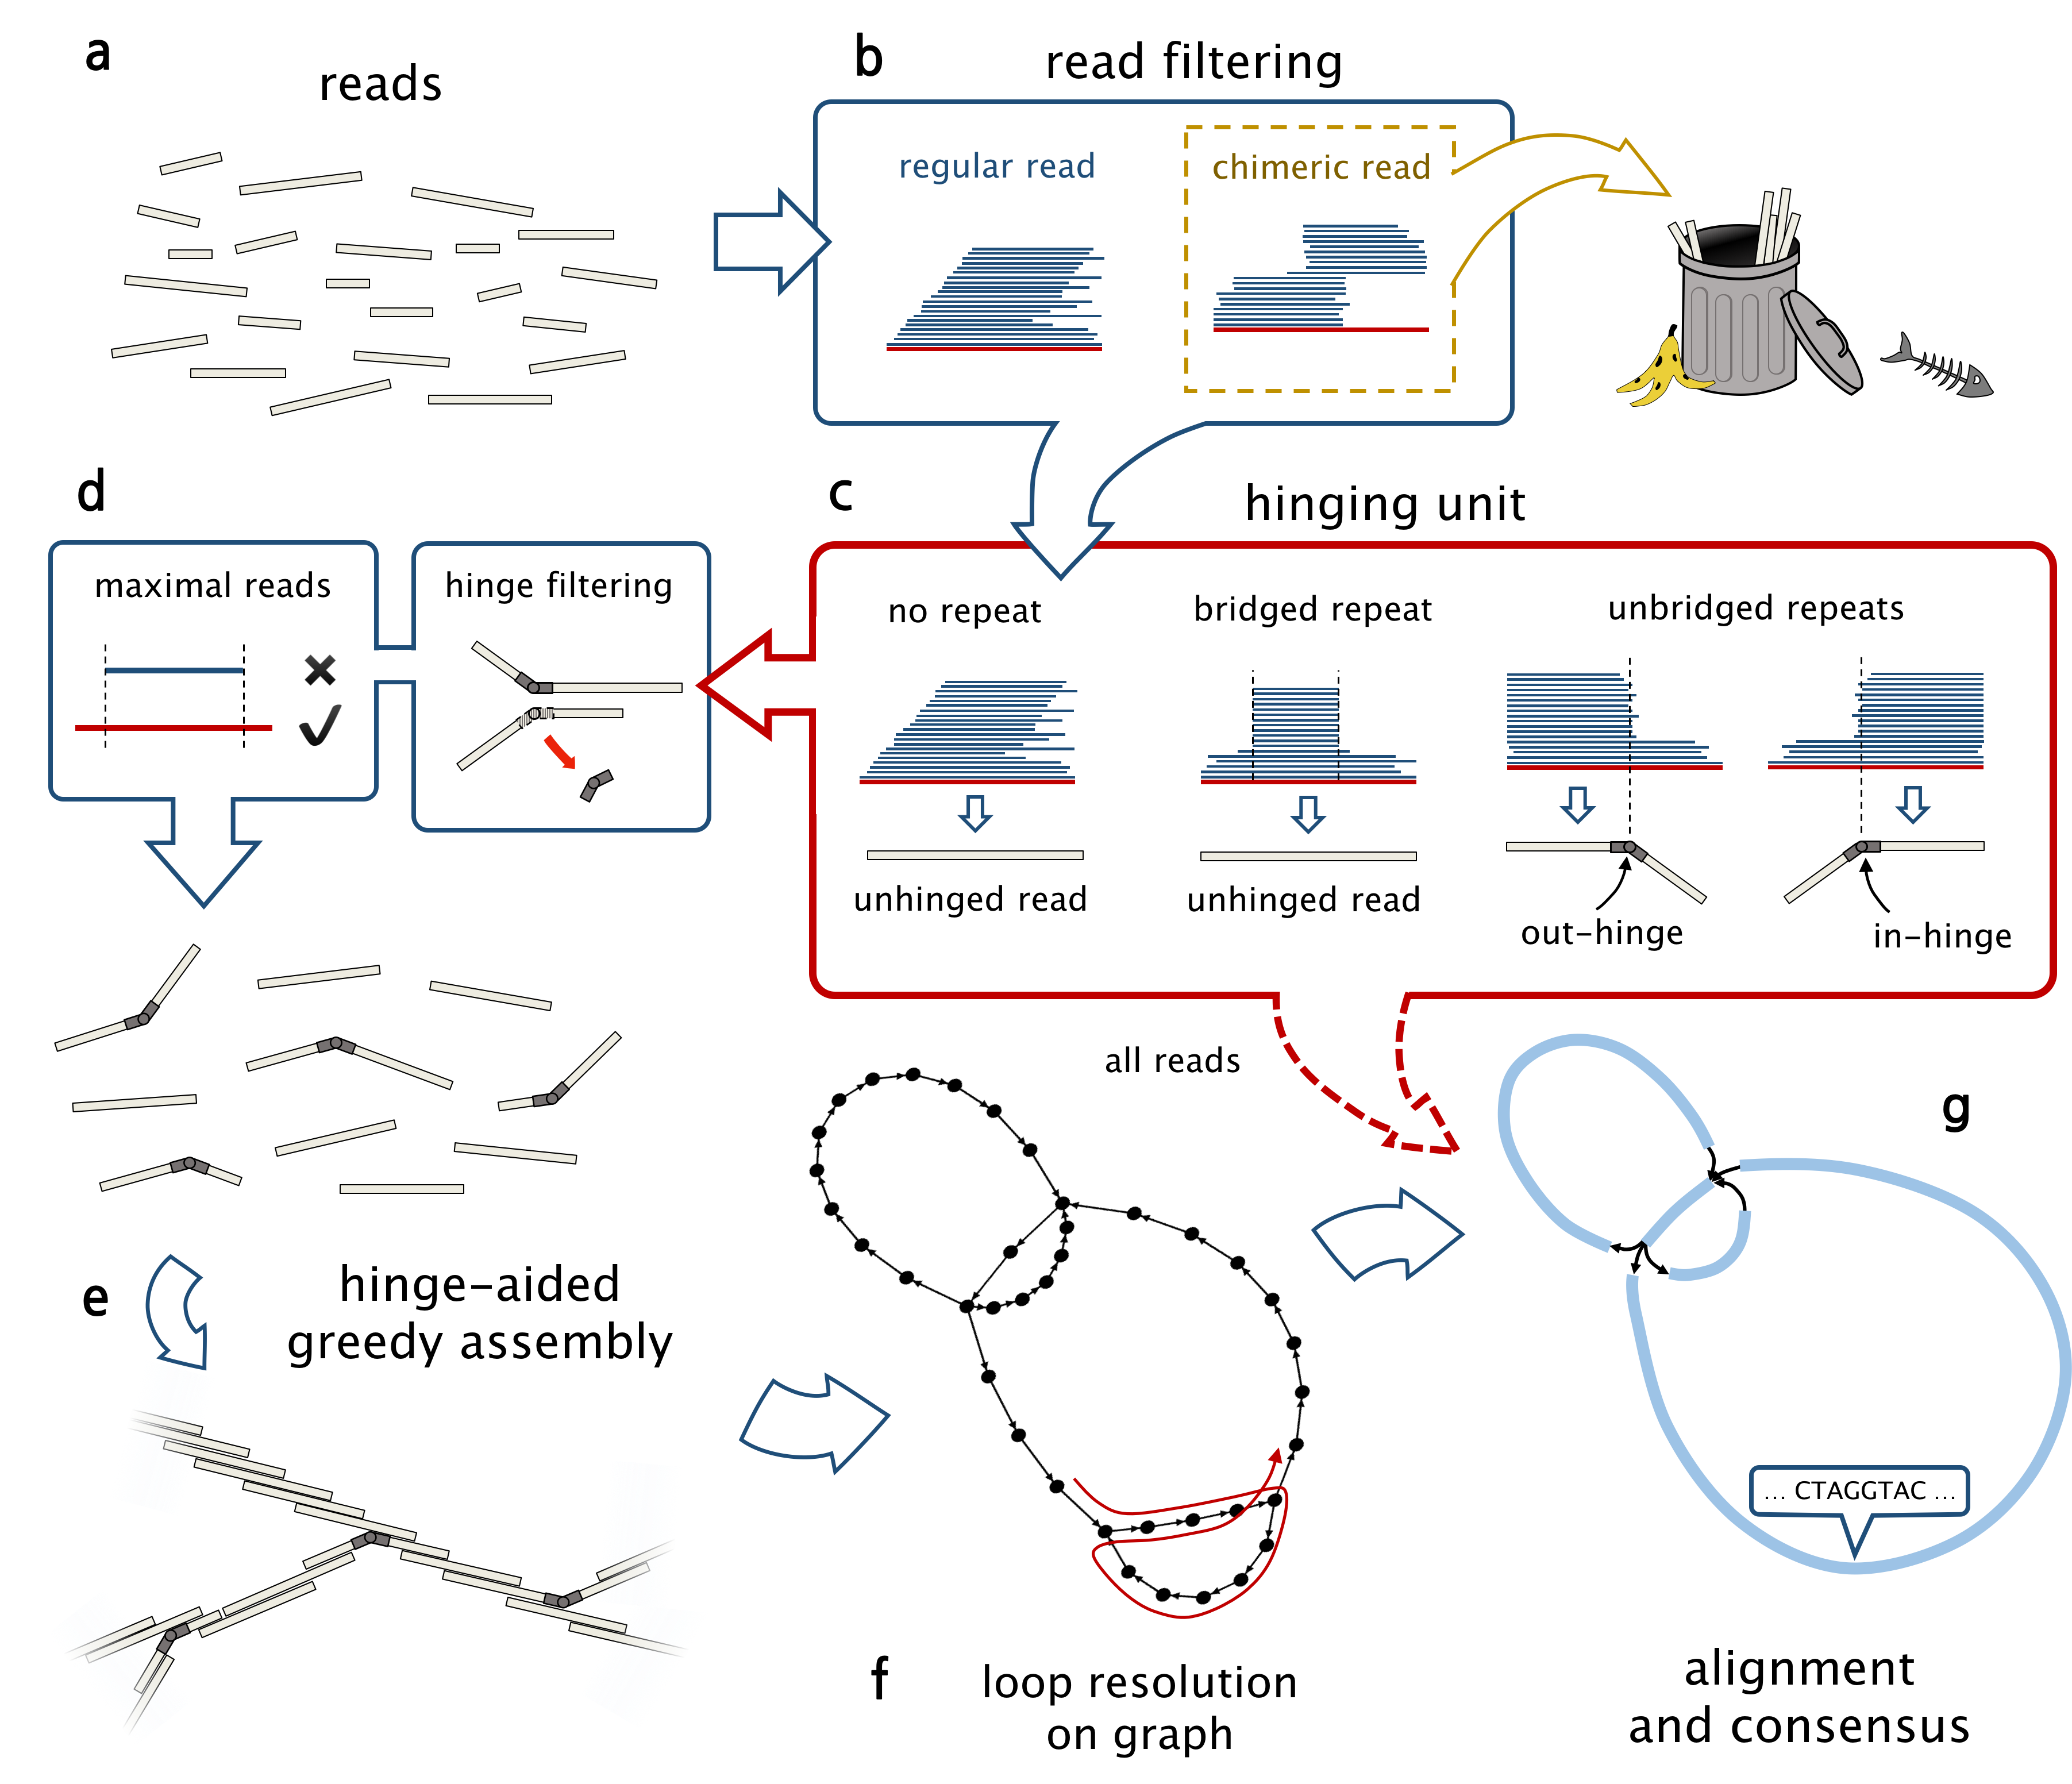 a
reads
b
read filtering
regular read
chimeric read
c
hinging unit
no repeat
bridged repeat
unbridged repeats
unhinged read
unhinged read
out-hinge
in-hinge
d
maximal reads
hinge filtering
all reads
e
hinge-aided
greedy assembly
f
loop resolution
on graph
g
... CTAGGTAC ...
alignment
and consensus